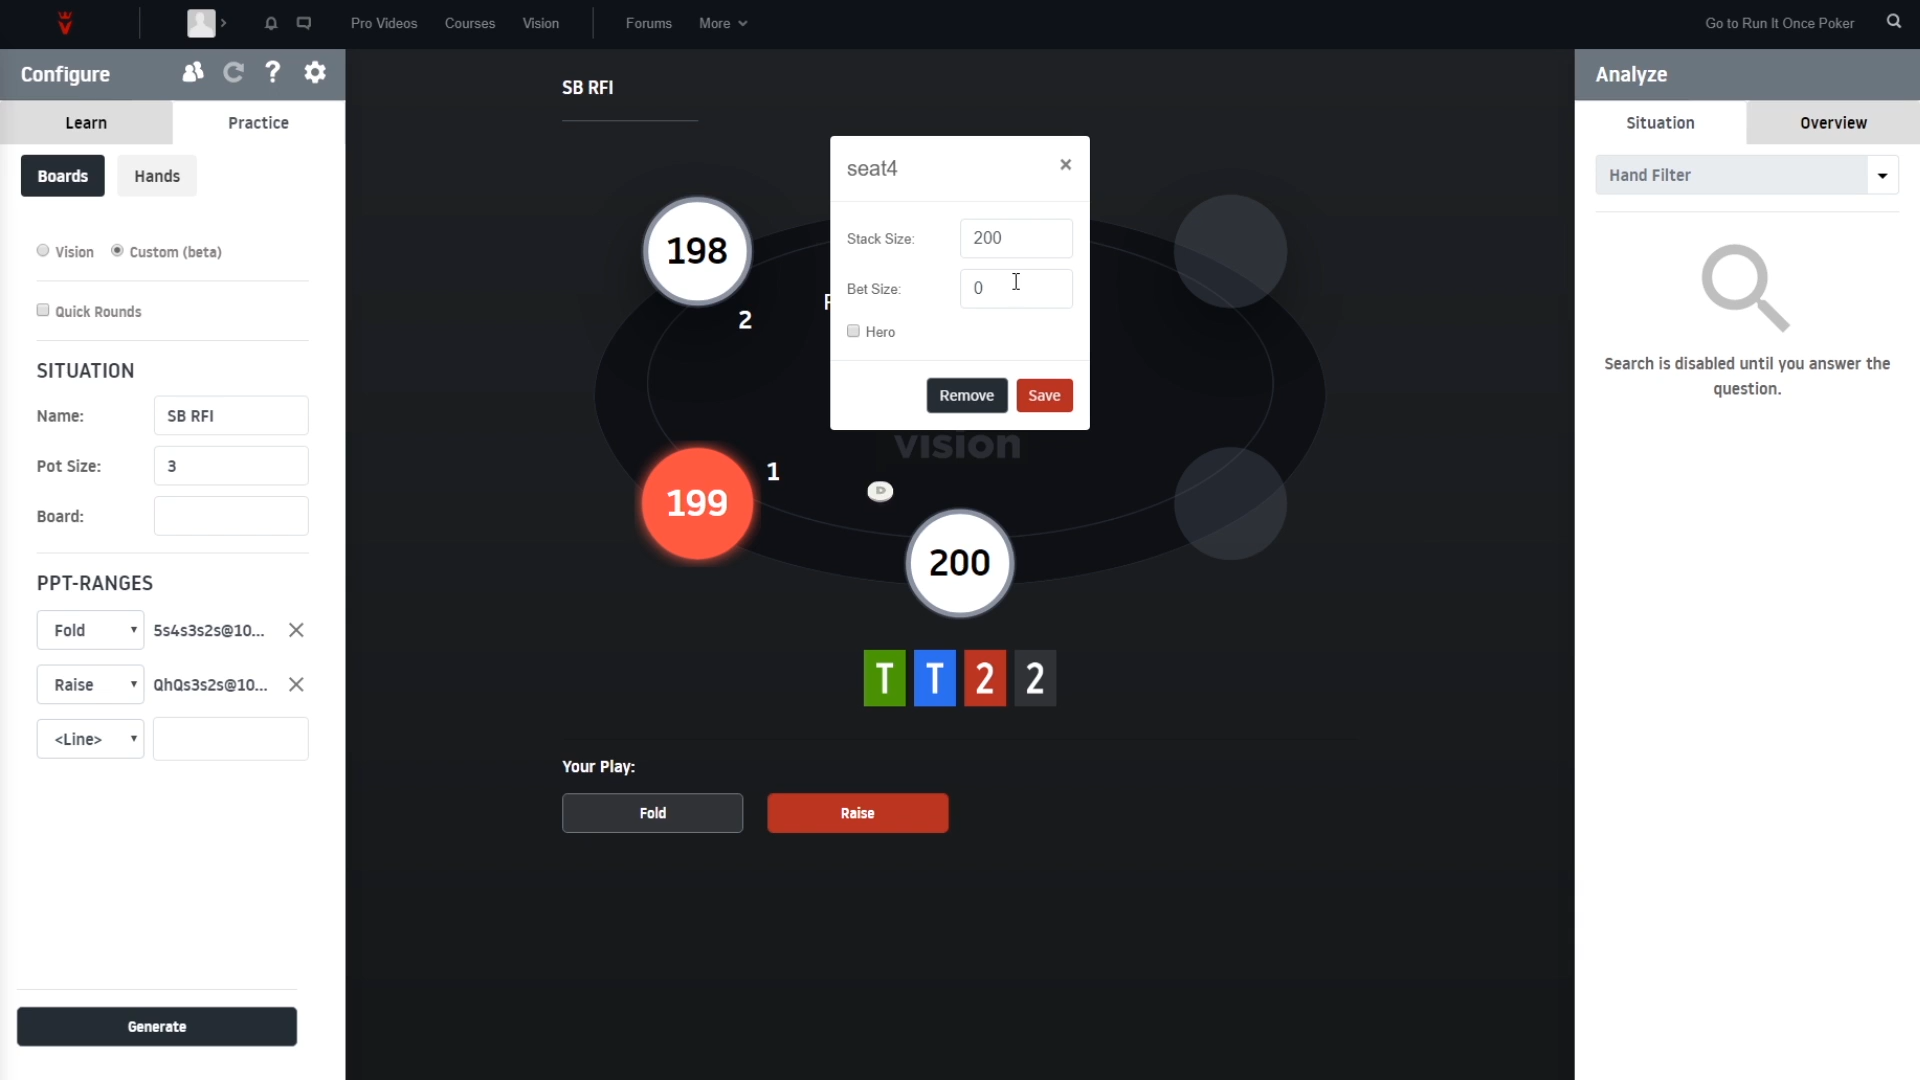 Pro Videos
Courses
Vision
Forums
More
Go to Run It Once Poker
Configure
?
Learn
Practice
Boards
Hands
Vision
Custom (beta)
Quick Rounds
SITUATION
Name:
SB RFI
Pot Size:
3
Board:
PPT-RANGES
Fold
5s4s3s2s@10...
Raise
QhQs3s2s@10...
<Line>
Generate
SB RFI
198
2
199
1
200
D
vision
seat4
×
Stack Size:
200
Bet Size:
0
Hero
Remove
Save
T T 2 2
Your Play:
Fold
Raise
Analyze
Situation
Overview
Hand Filter
Search is disabled until you answer the
question.